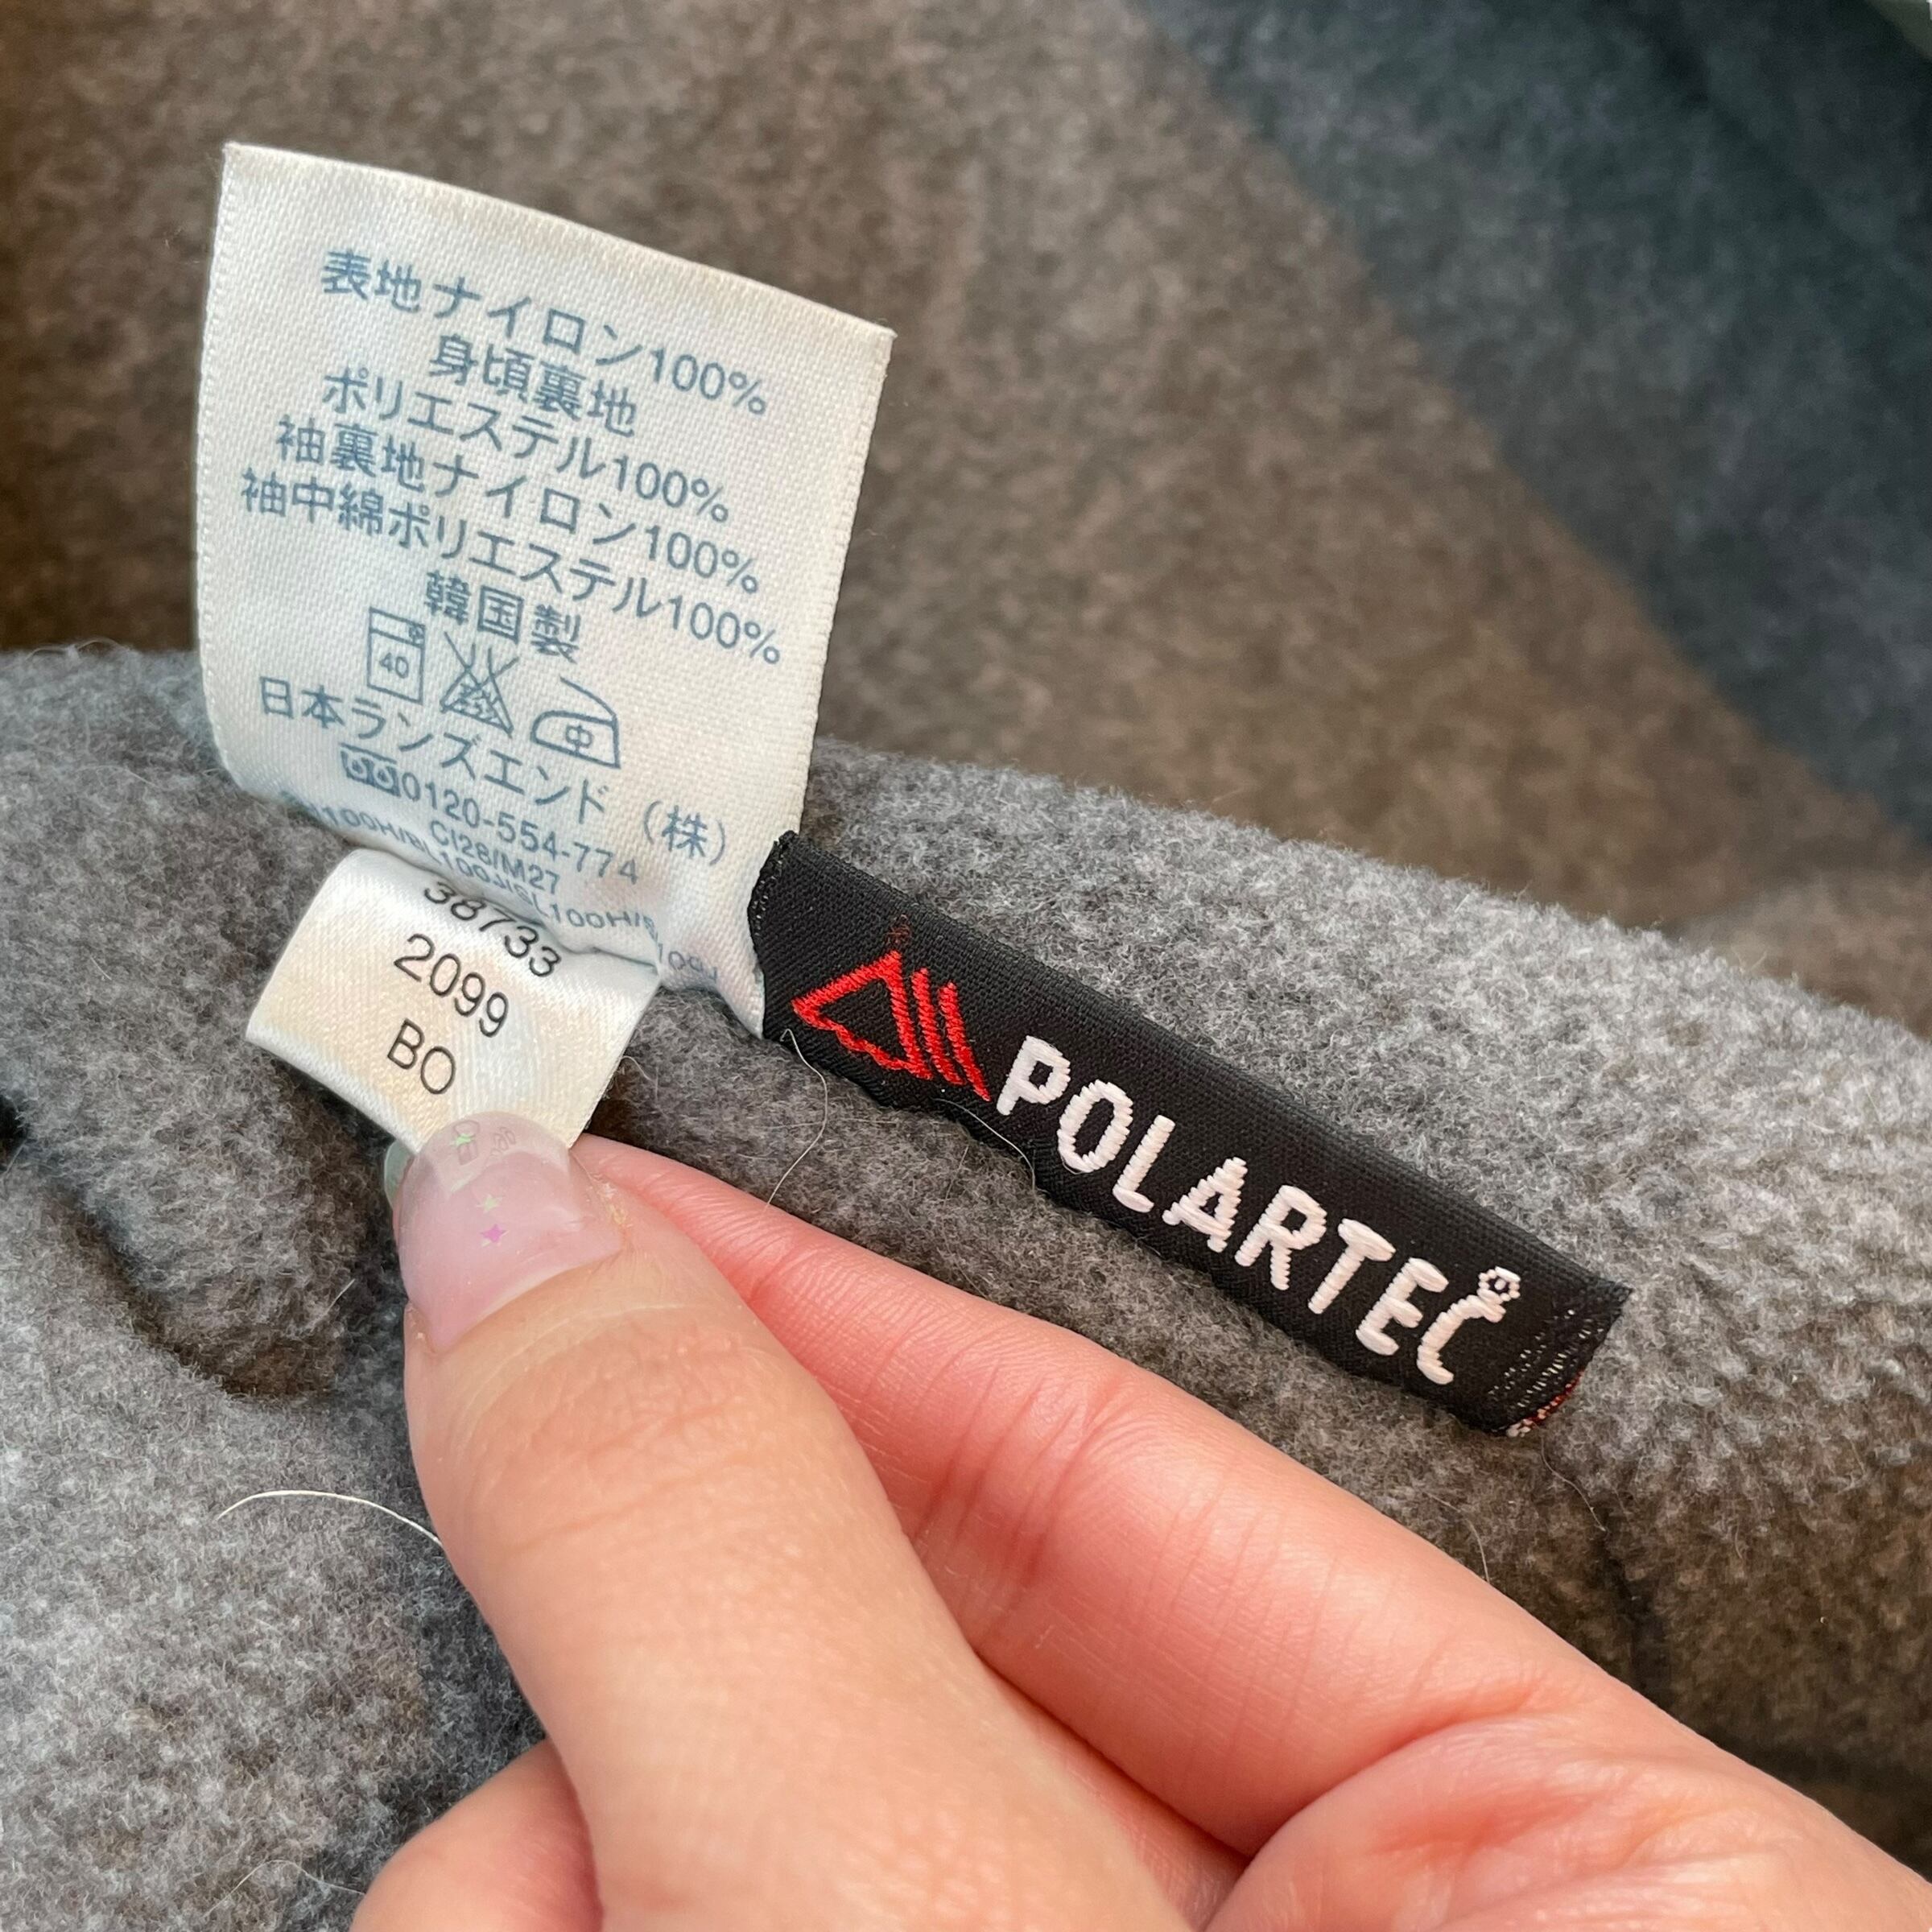 表地ナイロン100%
身頃裏地
ポリエステル100%
袖裏地ナイロン100%
袖中綿ポリエステル100%
韓国製
40
中
日本ランズエンド（株）
0120-554-774
CI28/M27
38733
2099
BO
POLARTEC